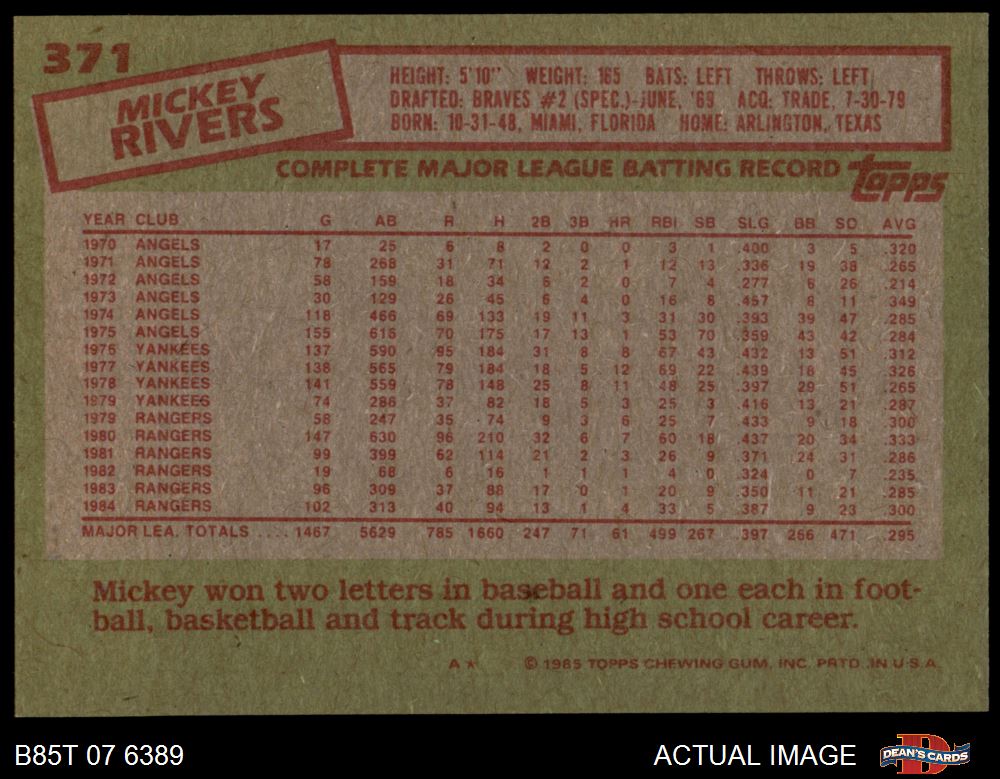 371
MICKEY
RIVERS
HEIGHT: 5'10" WEIGHT: 165 BATS: LEFT THROWS: LEFT
DRAFTED: BRAVES #2 (SPEC.)-JUNE, '69 ACQ: TRADE, 7-30-79
BORN: 10-31-48, MIAMI, FLORIDA HOME: ARLINGTON, TEXAS
COMPLETE MAJOR LEAGUE BATTING RECORD topps
YEAR CLUB G AB R H 2B 3B HR RBI SB SLG BB SO AVG
1970 ANGELS 17 25 6 8 2 0 0 3 1 .400 3 5 .320
1971 ANGELS 78 268 31 71 12 2 1 12 13 .336 19 38 .265
1972 ANGELS 58 159 18 34 6 2 0 7 4 .277 6 26 .214
1973 ANGELS 30 129 26 45 6 4 0 16 8 .457 8 11 .349
1974 ANGELS 118 466 69 133 19 11 3 31 30 .393 39 47 .285
1975 ANGELS 155 616 70 175 17 13 1 53 70 .359 43 42 .284
1976 YANKEES 137 590 95 184 31 8 8 67 43 .432 13 51 .312
1977 YANKEES 138 565 79 184 18 5 12 69 22 .439 18 45 .326
1978 YANKEES 141 559 78 148 25 8 11 48 25 .397 29 51 .265
1979 YANKEES 74 286 37 82 18 5 3 25 3 .416 13 21 .287
1979 RANGERS 58 247 35 74 9 3 6 25 7 .433 9 18 .300
1980 RANGERS 147 630 96 210 32 6 7 60 18 .437 20 34 .333
1981 RANGERS 99 399 62 114 21 2 3 26 9 .371 24 31 .286
1982 RANGERS 19 68 6 16 1 1 1 4 0 .324 0 7 .235
1983 RANGERS 96 309 37 88 17 0 1 20 9 .350 11 21 .285
1984 RANGERS 102 313 40 94 13 1 4 33 5 .387 9 23 .300
MAJOR LEA. TOTALS .... 1467 5629 785 1660 247 71 61 499 267 .397 266 471 .295
Mickey won two letters in baseball and one each in foot-
ball, basketball and track during high school career.
A★ © 1985 TOPPS CHEWING GUM, INC. PRTD. IN U.S.A.
B85T 07 6389 ACTUAL IMAGE DEAN'S CARDS